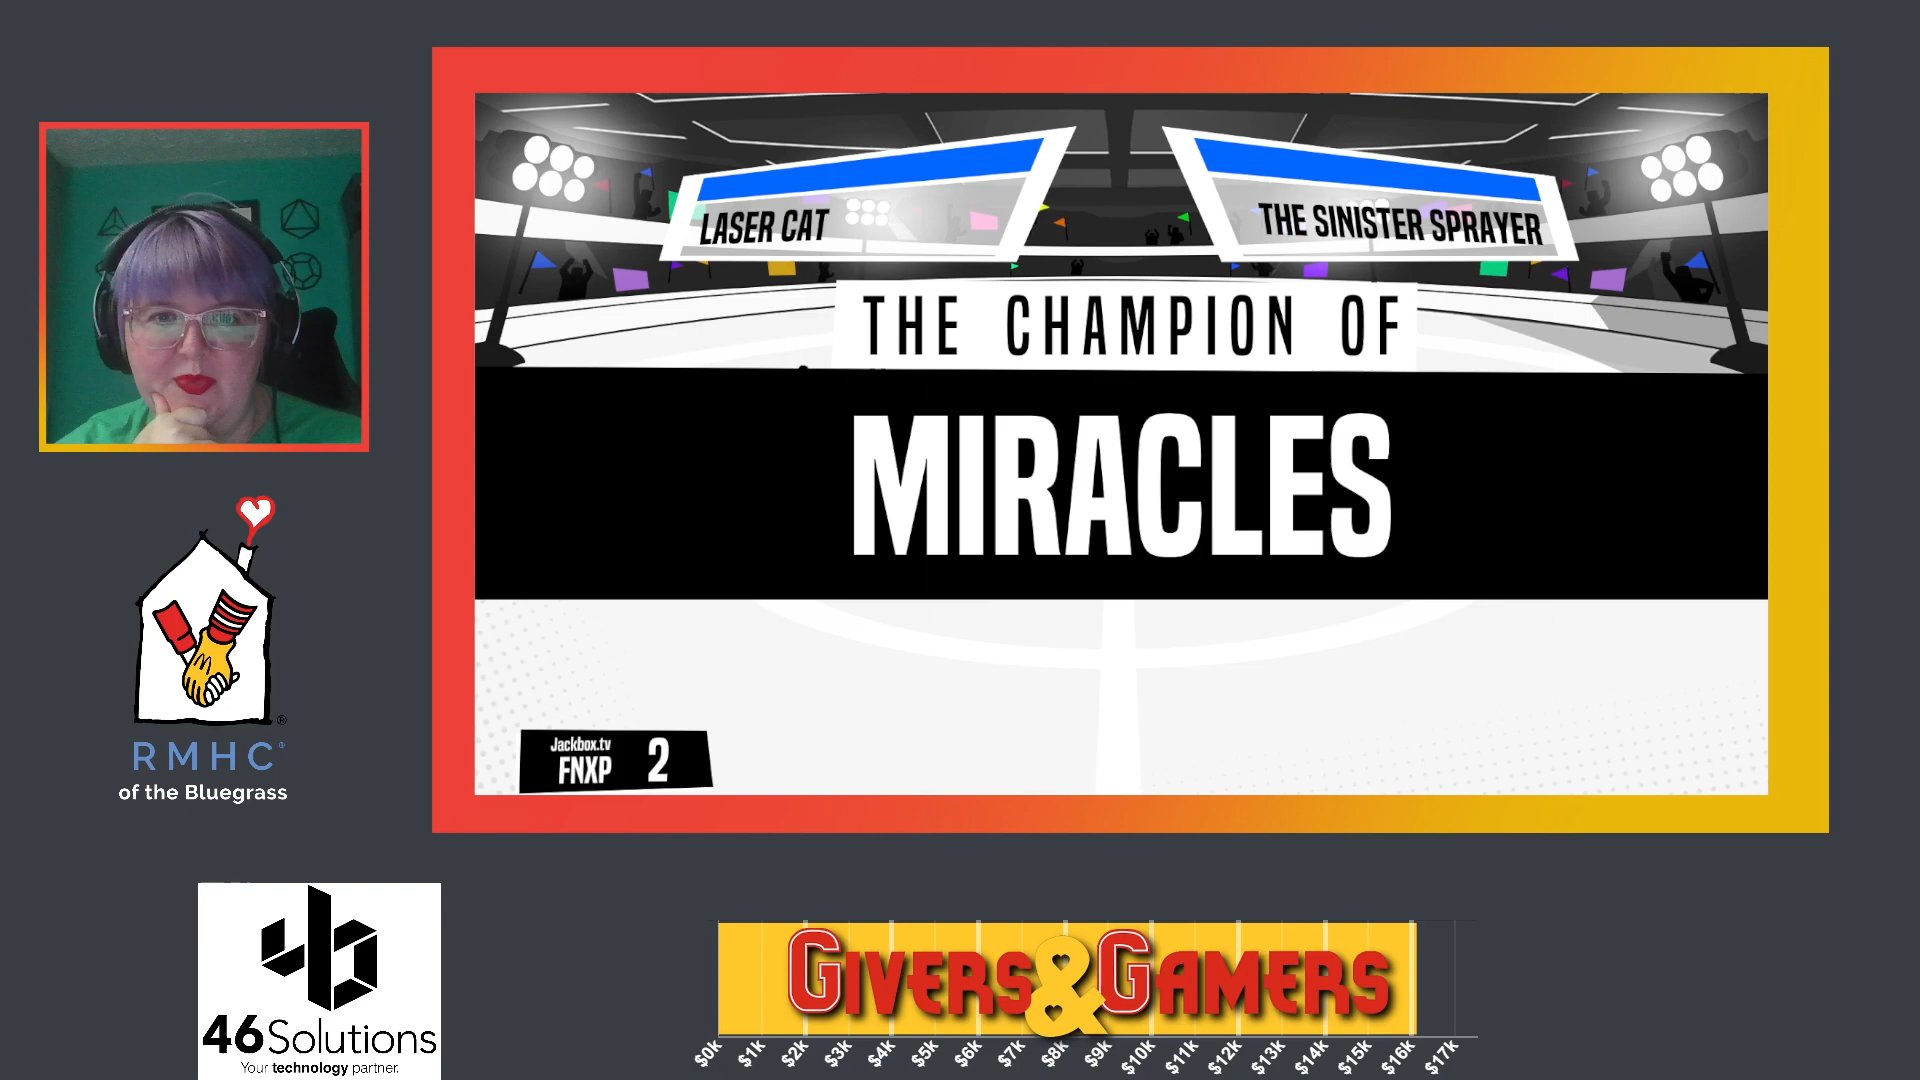 LASER CAT
THE SINISTER SPRAYER
THE CHAMPION OF
MIRACLES
Jackbox.tv
FNXP
2
RMHC®
of the Bluegrass
46Solutions
Your technology partner.
GIVERS & GAMERS
$0k $1k $2k $3k $4k $5k $6k $7k $8k $9k $10k $11k $12k $13k $14k $15k $16k $17k